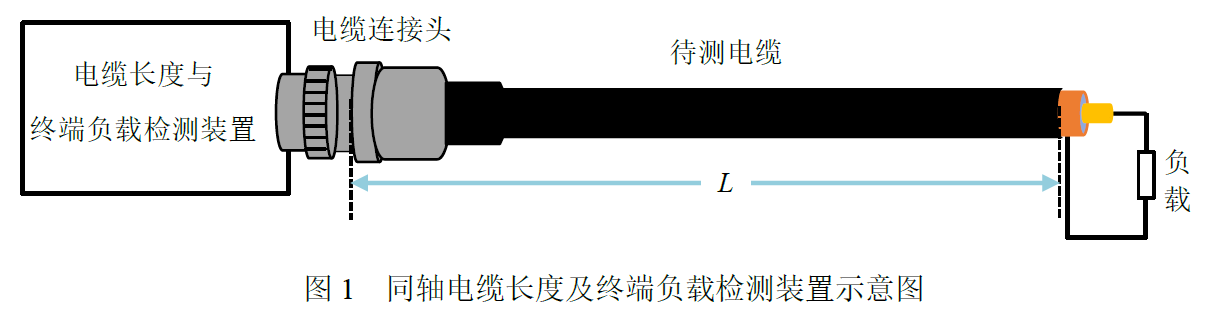 电缆连接头
待测电缆
电缆长度与
终端负载检测装置
L
负
载
图 1 同轴电缆长度及终端负载检测装置示意图